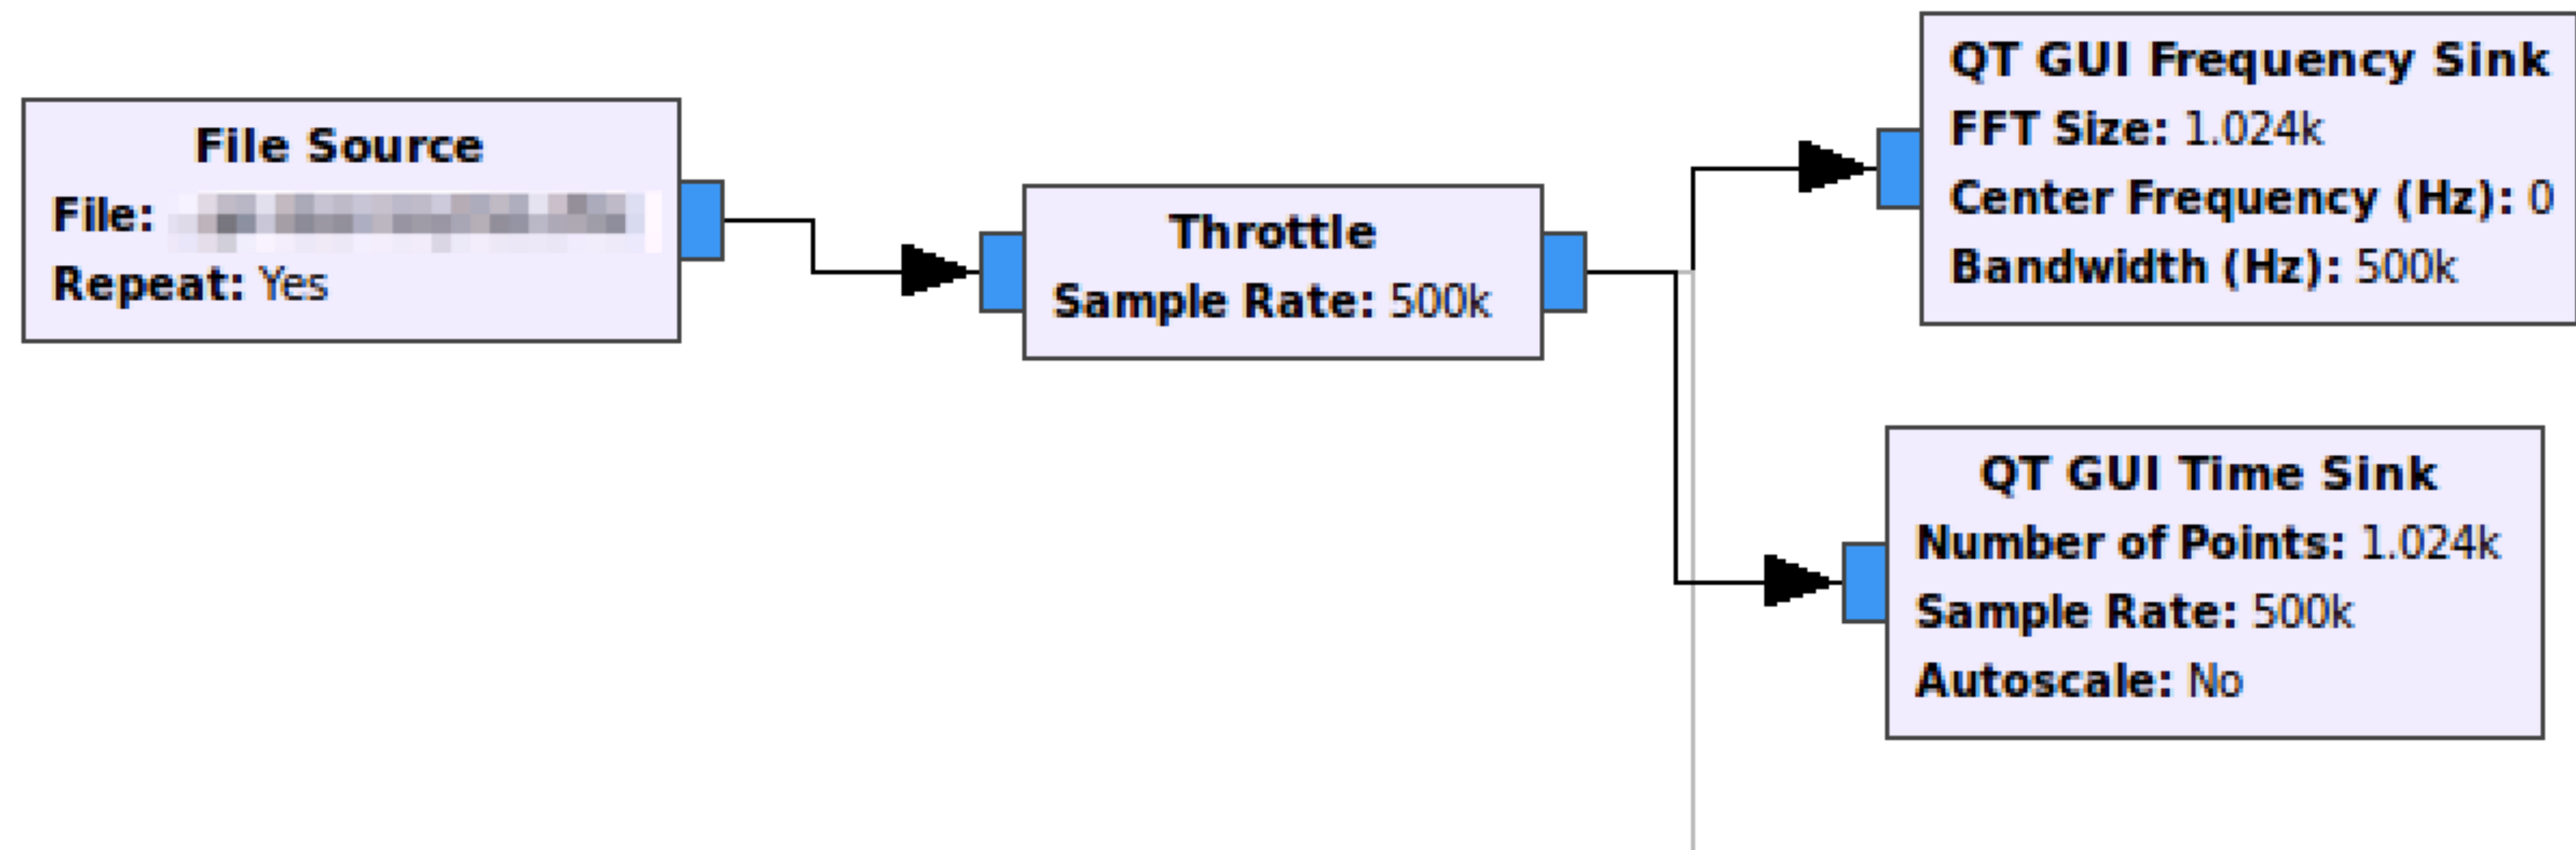 File Source
File:
Repeat: Yes
Throttle
Sample Rate: 500k
QT GUI Frequency Sink
FFT Size: 1.024k
Center Frequency (Hz): 0
Bandwidth (Hz): 500k
QT GUI Time Sink
Number of Points: 1.024k
Sample Rate: 500k
Autoscale: No